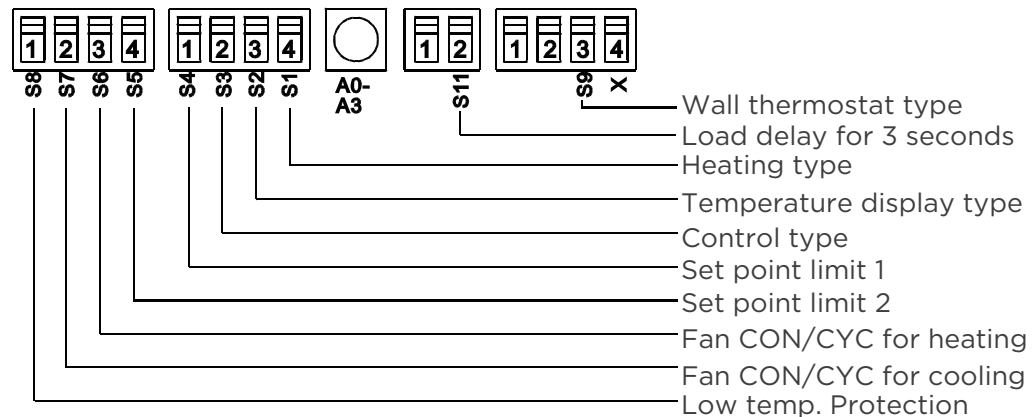 1 2 3 4 1 2 3 4 1 2 1 2 3 4
S8 S7 S6 S5 S4 S3 S2 S1 A0- S11 S9 X
A3
Wall thermostat type
Load delay for 3 seconds
Heating type
Temperature display type
Control type
Set point limit 1
Set point limit 2
Fan CON/CYC for heating
Fan CON/CYC for cooling
Low temp. Protection